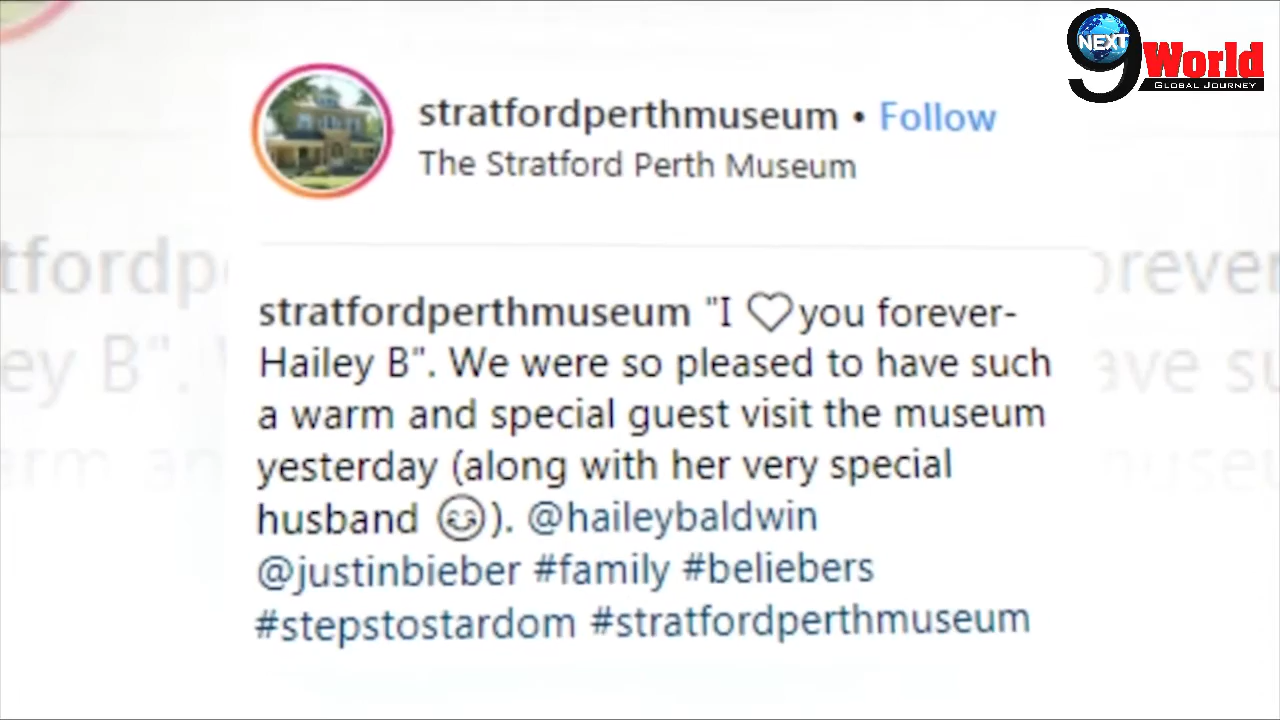 NEXT
9 World
GLOBAL JOURNEY
stratfordperthmuseum • Follow
The Stratford Perth Museum
stratfordperthmuseum "I ♡you forever-
Hailey B". We were so pleased to have such
a warm and special guest visit the museum
yesterday (along with her very special
husband 😊). @haileybaldwin
@justinbieber #family #beliebers
#stepstostardom #stratfordperthmuseum